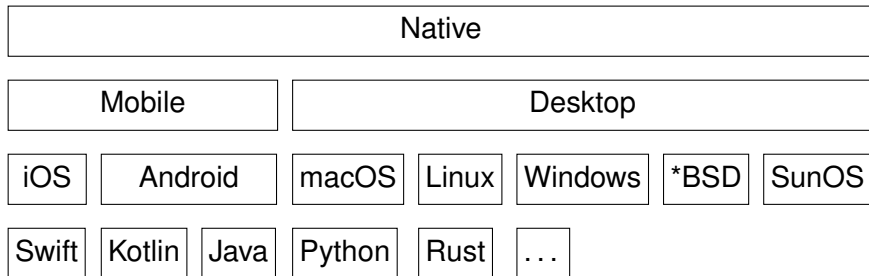 Native
Mobile Desktop
iOS Android macOS Linux Windows *BSD SunOS
Swift Kotlin Java Python Rust ...